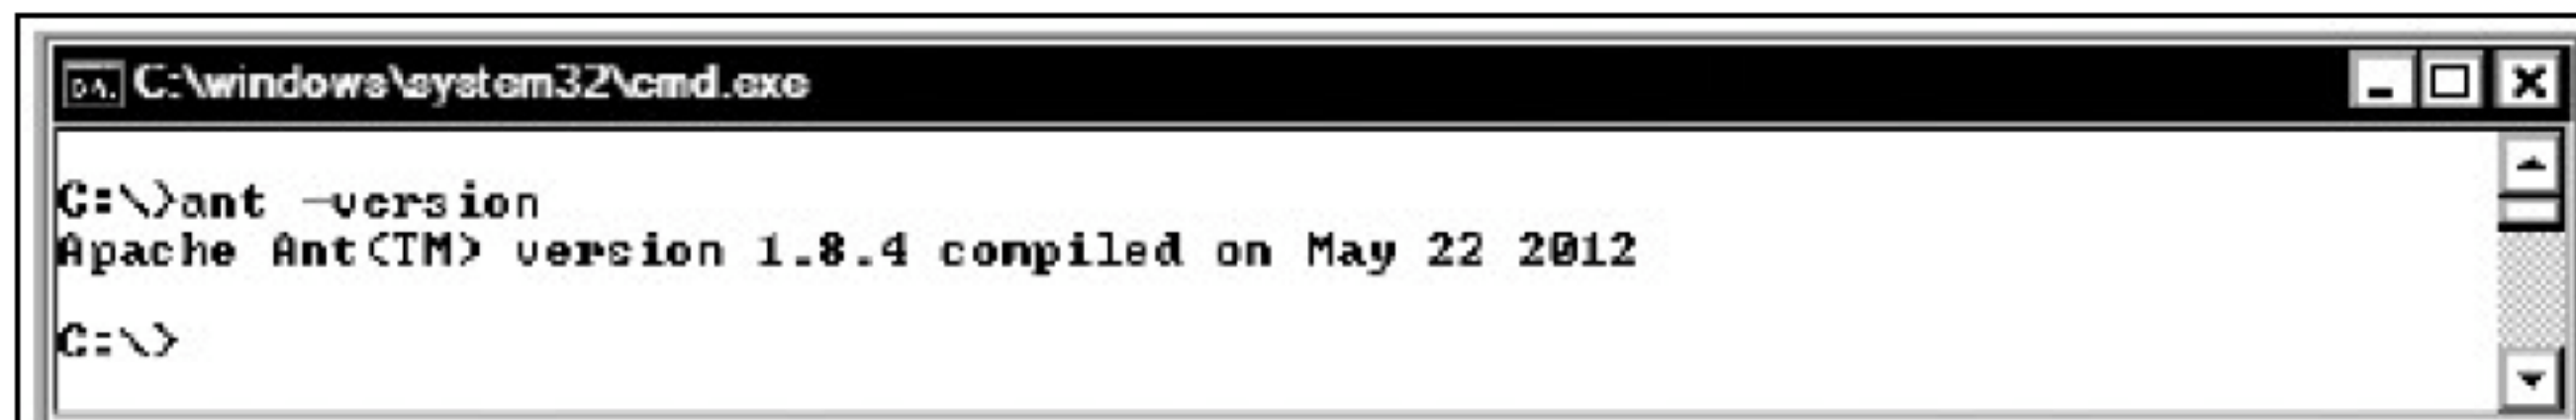 C:\windows\system32\cmd.exe
C:\>ant -version
Apache Ant(TM) version 1.8.4 compiled on May 22 2012
C:\>